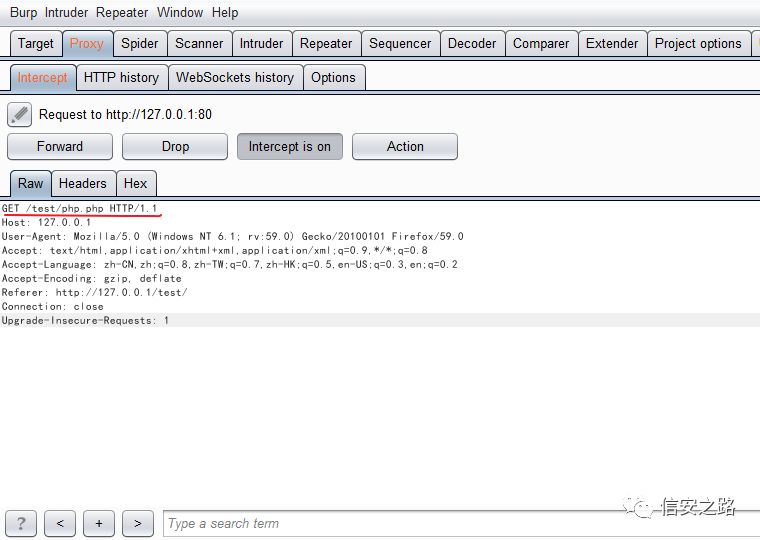 Burp Intruder Repeater Window Help
Target Proxy Spider Scanner Intruder Repeater Sequencer Decoder Comparer Extender Project options
Intercept HTTP history WebSockets history Options
Request to http://127.0.0.1:80
Forward Drop Intercept is on Action
Raw Headers Hex
GET /test/php.php HTTP/1.1
Host: 127.0.0.1
User-Agent: Mozilla/5.0 (Windows NT 6.1; rv:59.0) Gecko/20100101 Firefox/59.0
Accept: text/html,application/xhtml+xml,application/xml;q=0.9,*/*;q=0.8
Accept-Language: zh-CN,zh;q=0.8,zh-TW;q=0.7,zh-HK;q=0.5,en-US;q=0.3,en;q=0.2
Accept-Encoding: gzip, deflate
Referer: http://127.0.0.1/test/
Connection: close
Upgrade-Insecure-Requests: 1
信安之路
? < + > Type a search term